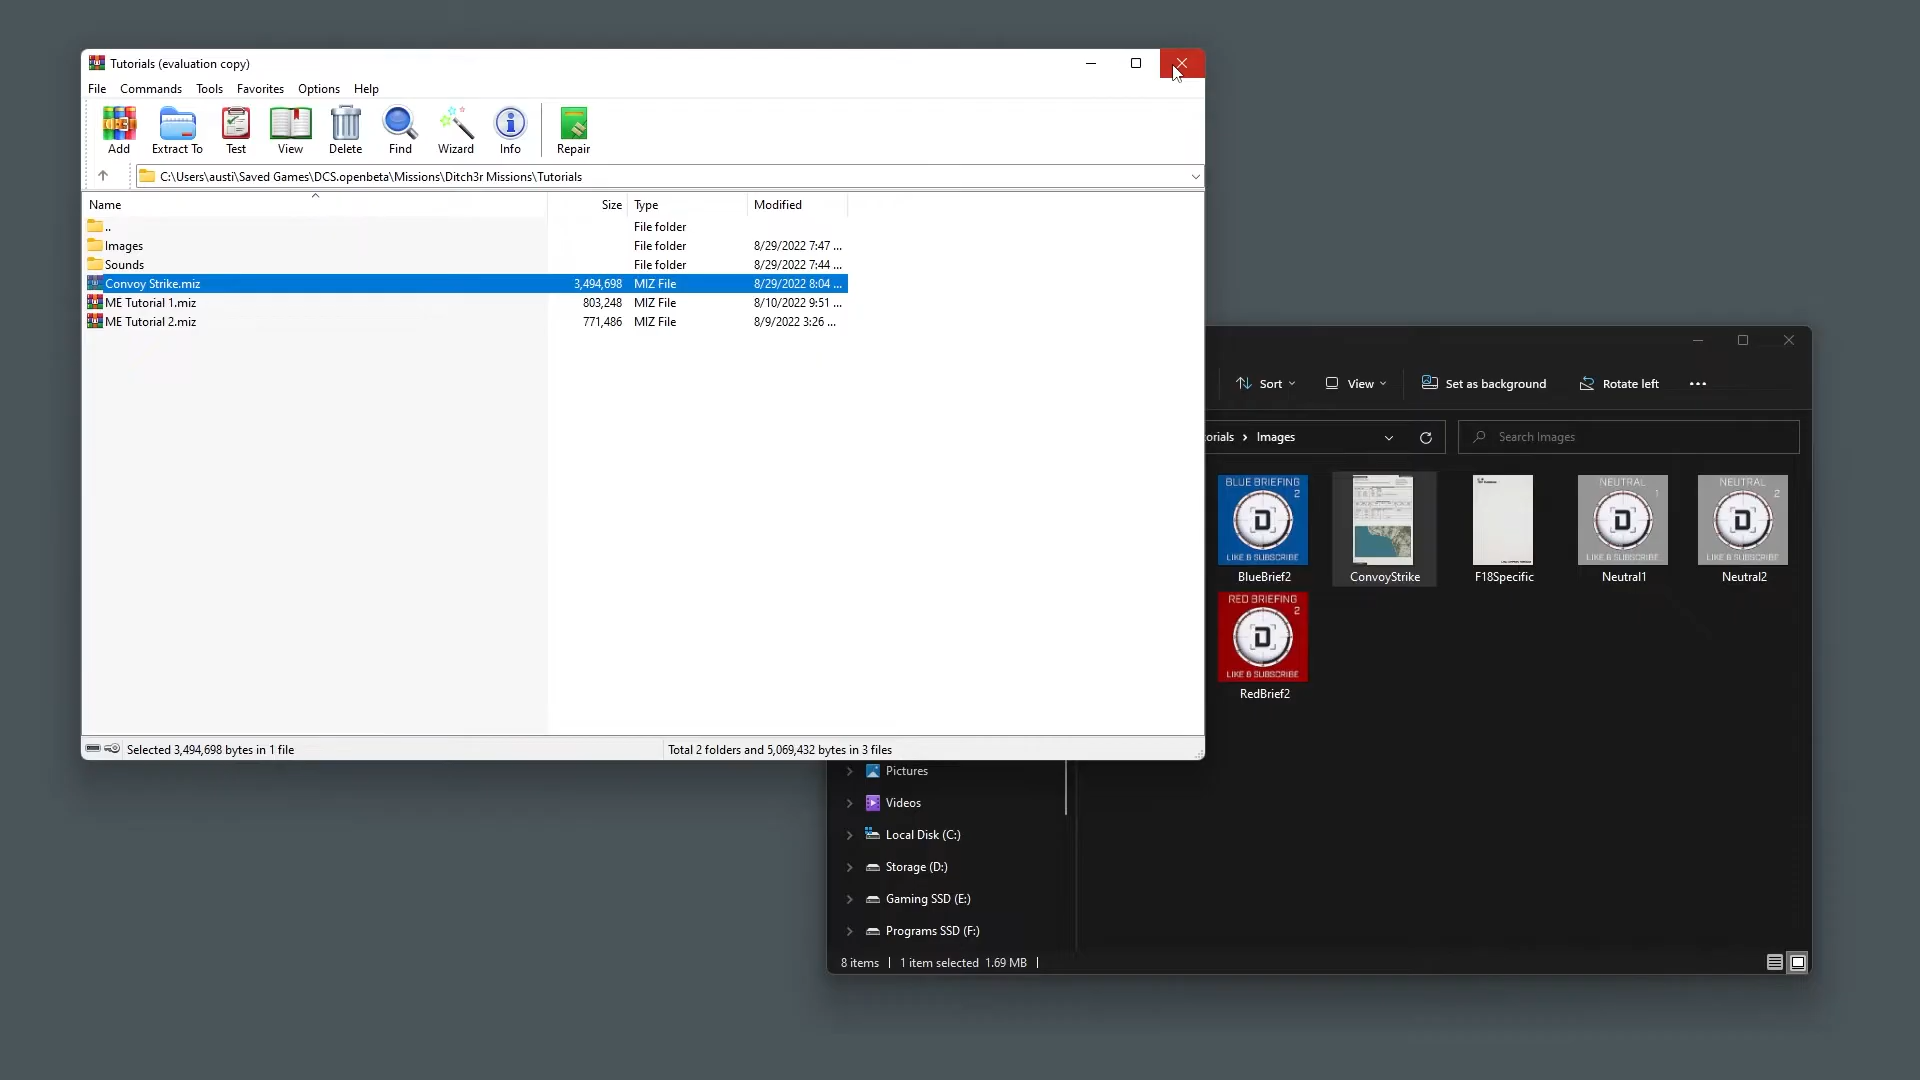 Tutorials (evaluation copy)
File Commands Tools Favorites Options Help
Add Extract To Test View Delete Find Wizard Info Repair
C:\Users\austi\Saved Games\DCS.openbeta\Missions\Ditch3r Missions\Tutorials
Name Size Type Modified
.. File folder
Images File folder 8/29/2022 7:47 ...
Sounds File folder 8/29/2022 7:44 ...
Convoy Strike.miz 3,494,698 MIZ File 8/29/2022 8:04 ...
ME Tutorial 1.miz 803,248 MIZ File 8/10/2022 9:51 ...
ME Tutorial 2.miz 771,486 MIZ File 8/9/2022 3:26 ...
Selected 3,494,698 bytes in 1 file
Total 2 folders and 5,069,432 bytes in 3 files
Sort View Set as background Rotate left
orials Images
Search Images
BLUE BRIEFING 2
D
LIKE & SUBSCRIBE
BlueBrief2
ConvoyStrike
F18Specific
NEUTRAL 1
D
LIKE & SUBSCRIBE
Neutral1
NEUTRAL 2
D
LIKE & SUBSCRIBE
Neutral2
RED BRIEFING 2
D
LIKE & SUBSCRIBE
RedBrief2
Pictures
Videos
Local Disk (C:)
Storage (D:)
Gaming SSD (E:)
Programs SSD (F:)
8 items 1 item selected 1.69 MB